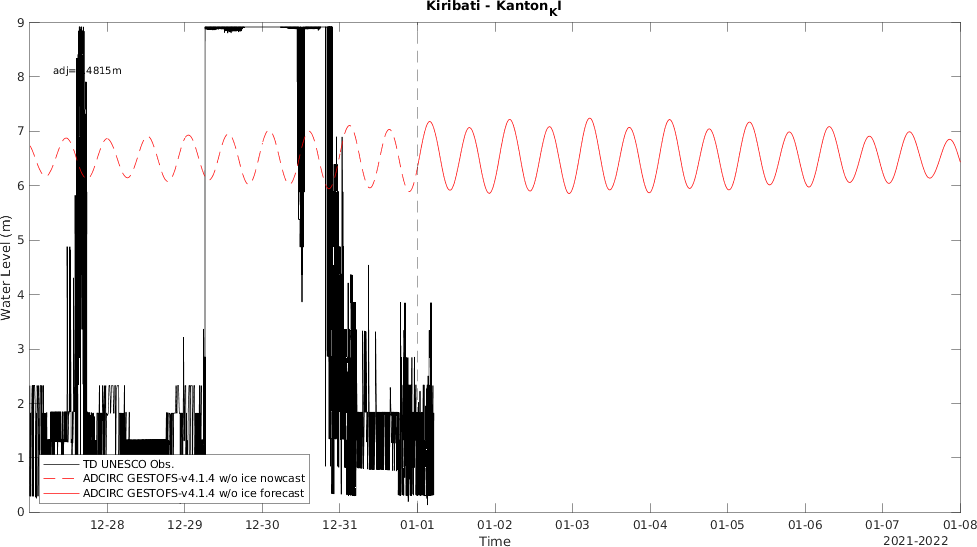 Kiribati - KantonKI
9
8
7
6
5
4
3
2
1
0
Water Level (m)
4815m
TD UNESCO Obs.
ADCIRC GESTOFS-v4.1.4 w/o ice nowcast
ADCIRC GESTOFS-v4.1.4 w/o ice forecast
12-28 12-29 12-30 12-31 01-01 01-02 01-03 01-04 01-05 01-06 01-07 01-08
Time
2021-2022